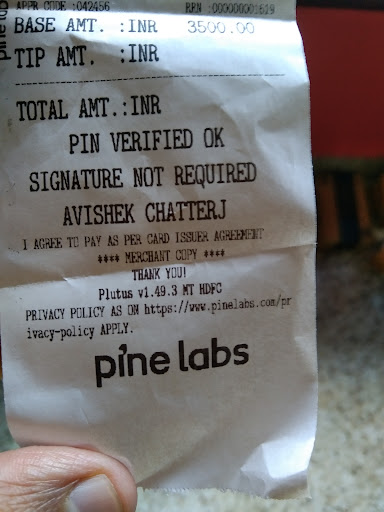 APPR CODE :042456 RRN :000000001619
BASE AMT. :INR 3500.00
TIP AMT. :INR
TOTAL AMT.:INR
PIN VERIFIED OK
SIGNATURE NOT REQUIRED
AVISHEK CHATTERJ
I AGREE TO PAY AS PER CARD ISSUER AGREEMENT
**** MERCHANT COPY ****
THANK YOU!
Plutus v1.49.3 MT HDFC
PRIVACY POLICY AS ON https://www.pinelabs.com/pr
ivacy-policy APPLY.
pine labs